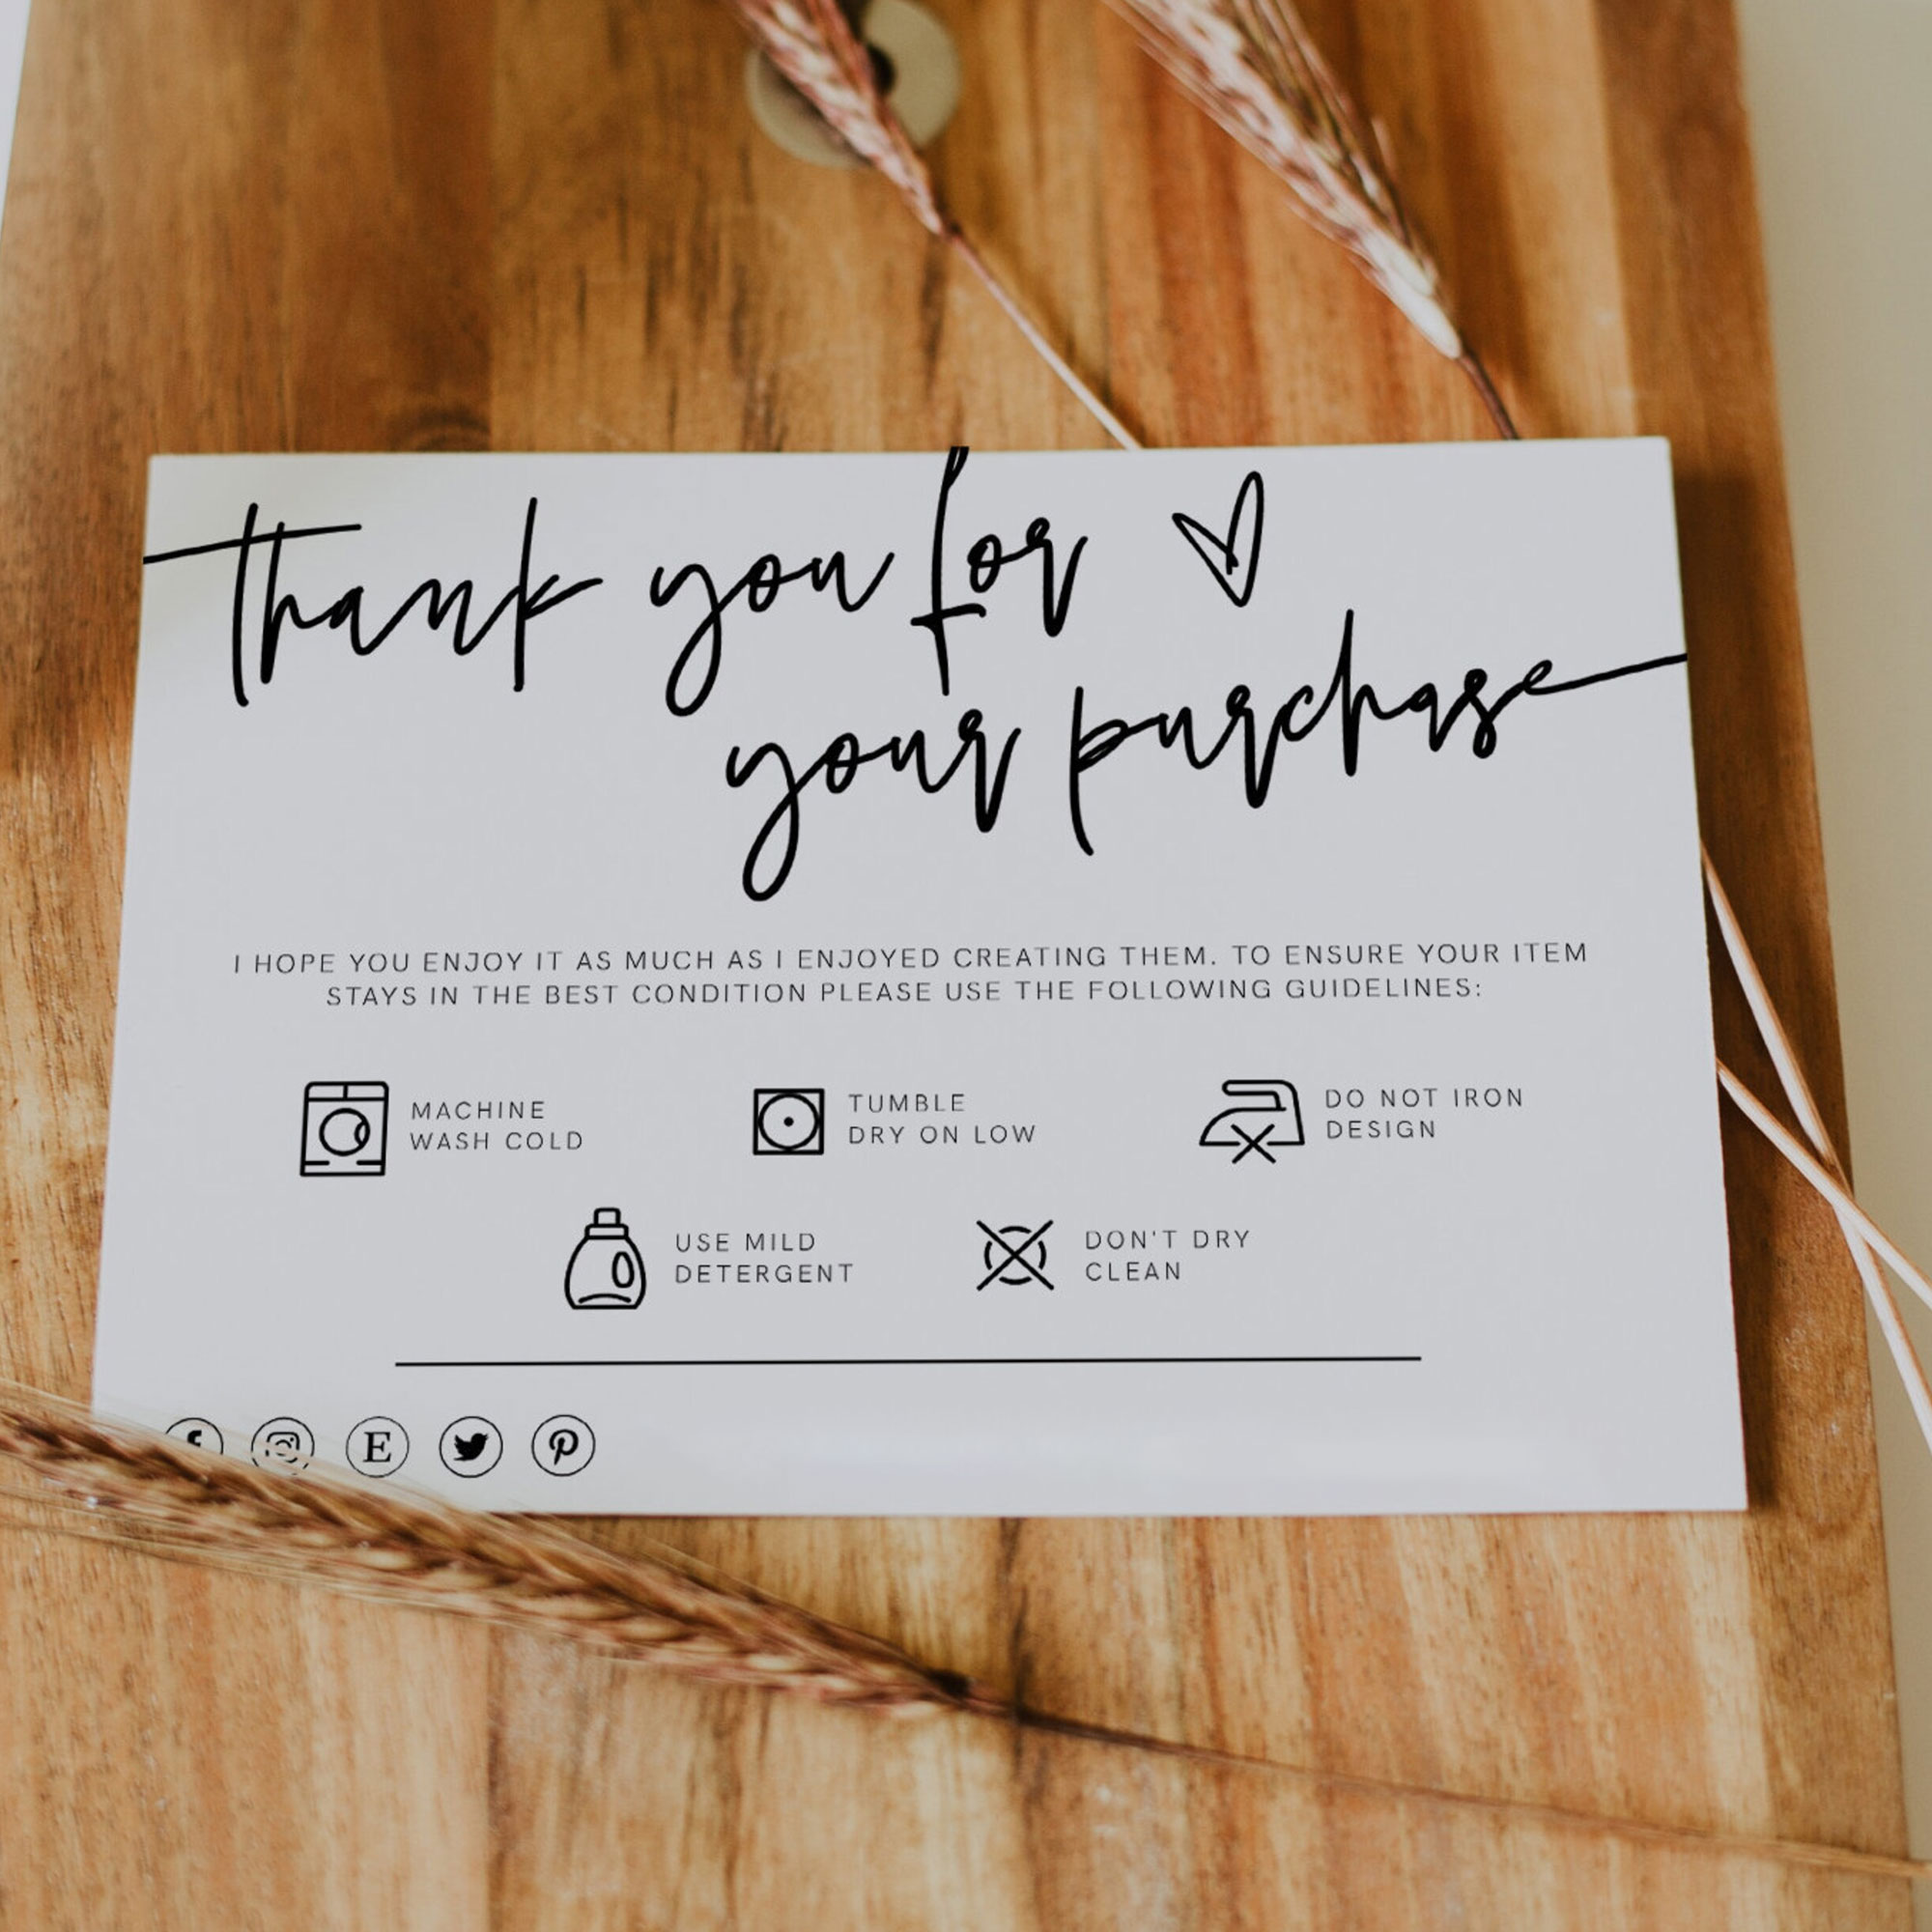 thank you for
your purchase
I HOPE YOU ENJOY IT AS MUCH AS I ENJOYED CREATING THEM. TO ENSURE YOUR ITEM
STAYS IN THE BEST CONDITION PLEASE USE THE FOLLOWING GUIDELINES:
MACHINE
WASH COLD
TUMBLE
DRY ON LOW
DO NOT IRON
DESIGN
USE MILD
DETERGENT
DON'T DRY
CLEAN
E